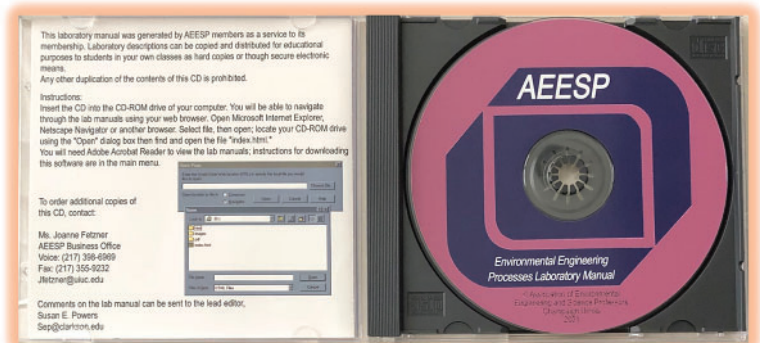 This laboratory manual was generated by AEESP members as a service to its
membership. Laboratory descriptions can be copied and distributed for educational
purposes to students in your own classes as hard copies or though secure electronic
means.
Any other duplication of the contents of this CD is prohibited.
Instructions:
Insert the CD into the CD-ROM drive of your computer. You will be able to navigate
through the lab manuals using your web browser. Open Microsoft Internet Explorer,
Netscape Navigator or another browser. Select file, then open; locate your CD-ROM drive
using the "Open" dialog box then find and open the file "index.html."
You will need Adobe Acrobat Reader to view the lab manuals; instructions for downloading
this software are in the main menu.
To order additional copies of
this CD, contact:
Ms. Joanne Fetzner
AEESP Business Office
Voice: (217) 398-6969
Fax: (217) 355-9232
Jfetzner@uiuc.edu
Comments on the lab manual can be sent to the lead editor,
Susan E. Powers
Sep@clarkson.edu
AEESP
Environmental Engineering
Processes Laboratory Manual
Association of Environmental
Engineering and Science Professors
Champaign Illinois